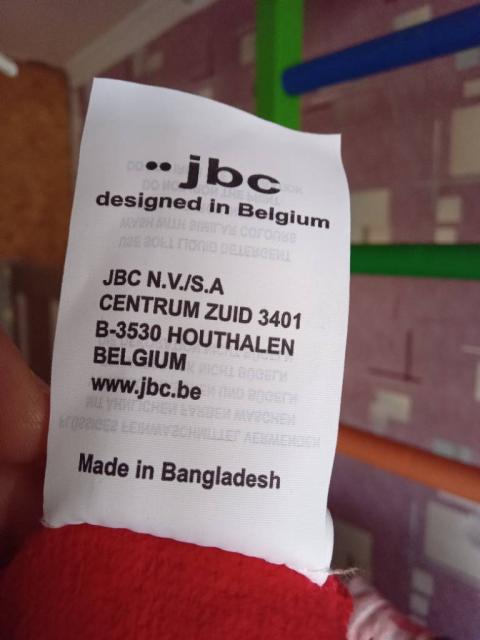 jbc
designed in Belgium
JBC N.V./S.A
CENTRUM ZUID 3401
B-3530 HOUTHALEN
BELGIUM
www.jbc.be
Made in Bangladesh